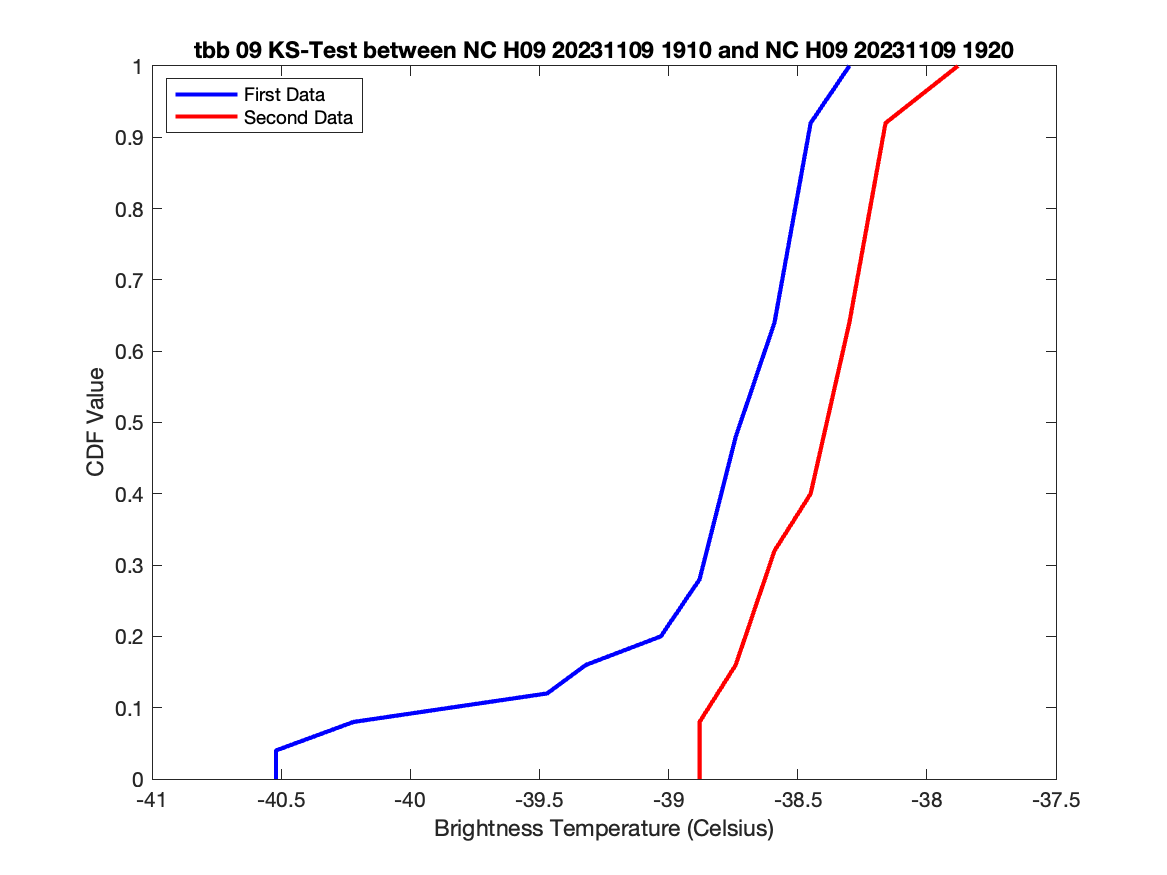 tbb 09 KS-Test between NC H09 20231109 1910 and NC H09 20231109 1920
First Data
Second Data
1
0.9
0.8
0.7
0.6
0.5
0.4
0.3
0.2
0.1
0
CDF Value
-41 -40.5 -40 -39.5 -39 -38.5 -38 -37.5
Brightness Temperature (Celsius)